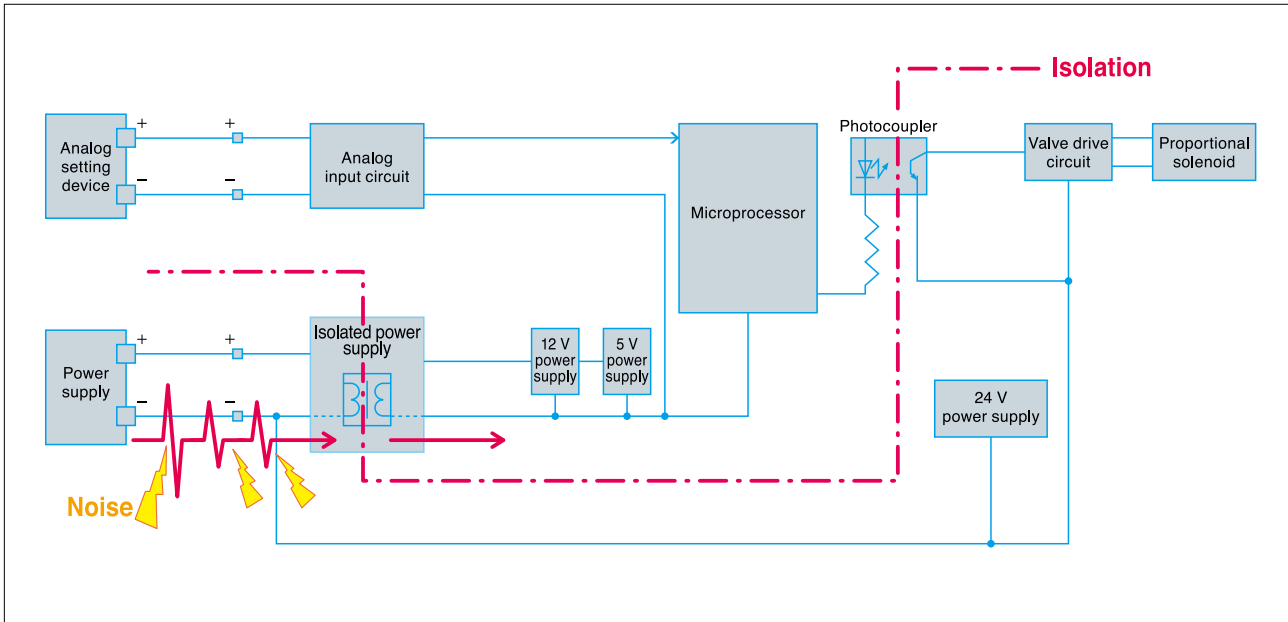 Isolation
Analog
setting
device
+
−
+
−
Analog
input circuit
Microprocessor
Photocoupler
Valve drive
circuit
Proportional
solenoid
Power
supply
+
−
+
−
Isolated power
supply
12 V
power
supply
5 V
power
supply
24 V
power supply
Noise